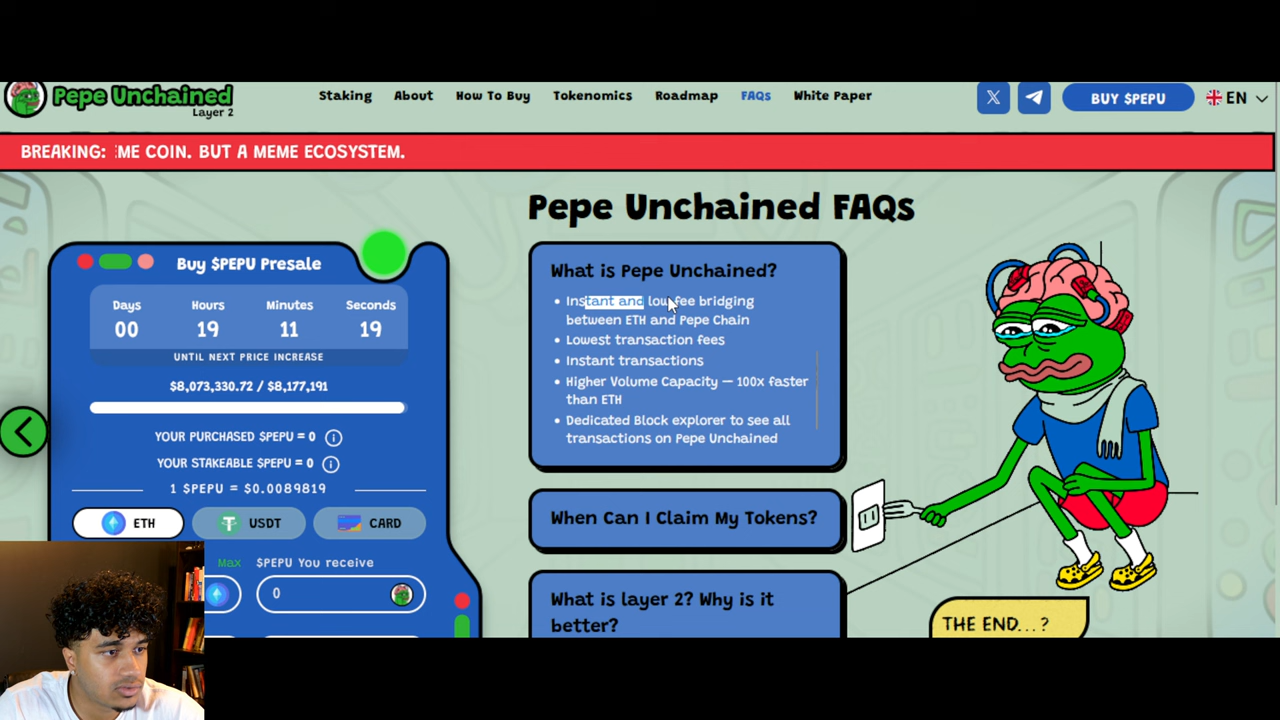 Pepe Unchained
Layer 2
Staking About How To Buy Tokenomics Roadmap FAQs White Paper
BUY $PEPU
EN
BREAKING: ME COIN. BUT A MEME ECOSYSTEM.
Pepe Unchained FAQs
Buy $PEPU Presale
Days Hours Minutes Seconds
00 19 11 19
UNTIL NEXT PRICE INCREASE
$8,073,330.72 / $8,177,191
YOUR PURCHASED $PEPU = 0
YOUR STAKEABLE $PEPU = 0
1 $PEPU = $0.0089819
ETH USDT CARD
Max $PEPU You receive
0
What is Pepe Unchained?
• Instant and low fee bridging
between ETH and Pepe Chain
• Lowest transaction fees
• Instant transactions
• Higher Volume Capacity — 100x faster
than ETH
• Dedicated Block explorer to see all
transactions on Pepe Unchained
When Can I Claim My Tokens?
What is layer 2? Why is it
better?
THE END...?